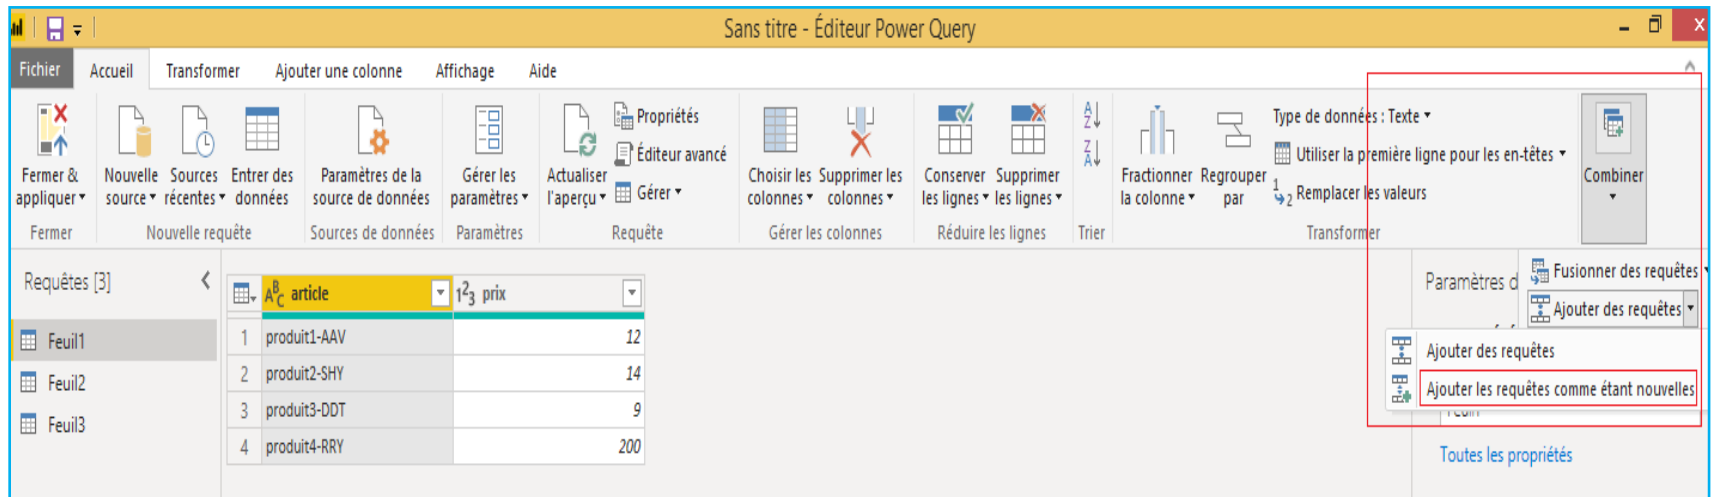 Sans titre - Éditeur Power Query
Fichier Accueil Transformer Ajouter une colonne Affichage Aide
Fermer & appliquer
Nouvelle source
Sources récentes
Entrer des données
Paramètres de la source de données
Gérer les paramètres
Actualiser l'aperçu
Propriétés
Éditeur avancé
Gérer
Choisir les colonnes
Supprimer les colonnes
Conserver les lignes
Supprimer les lignes
Fractionner la colonne
Regrouper par
Type de données : Texte
Utiliser la première ligne pour les en-têtes
Remplacer les valeurs
Combiner
Fermer Nouvelle requête Sources de données Paramètres Requête Gérer les colonnes Réduire les lignes Trier Transformer
Requêtes [3]
Feuil1
Feuil2
Feuil3
article prix
1 produit1-AAV 12
2 produit2-SHY 14
3 produit3-DDT 9
4 produit4-RRY 200
Paramètres d
Fusionner des requêtes
Ajouter des requêtes
Ajouter des requêtes
Ajouter les requêtes comme étant nouvelles
Toutes les propriétés